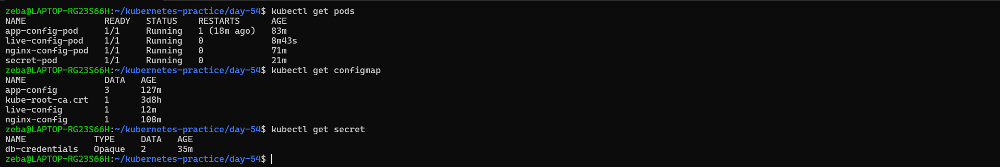 zeba@LAPTOP-RG23S66H:~/kubernetes-practice/day-54$ kubectl get pods
NAME               READY   STATUS    RESTARTS      AGE
app-config-pod     1/1     Running   1 (18m ago)   83m
live-config-pod    1/1     Running   0             8m43s
nginx-config-pod   1/1     Running   0             71m
secret-pod         1/1     Running   0             21m
zeba@LAPTOP-RG23S66H:~/kubernetes-practice/day-54$ kubectl get configmap
NAME               DATA   AGE
app-config         3      127m
kube-root-ca.crt   1      3d8h
live-config        1      12m
nginx-config       1      108m
zeba@LAPTOP-RG23S66H:~/kubernetes-practice/day-54$ kubectl get secret
NAME             TYPE     DATA   AGE
db-credentials   Opaque   2      35m
zeba@LAPTOP-RG23S66H:~/kubernetes-practice/day-54$